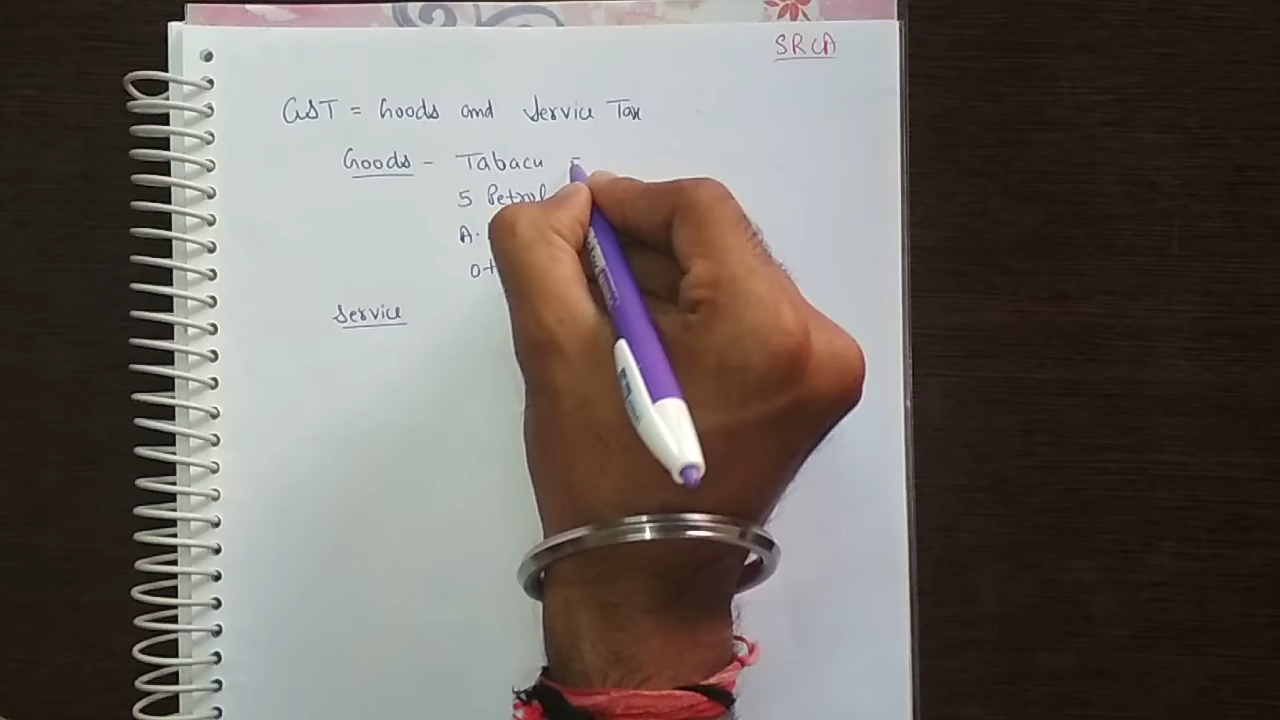 SRCA
GST = Goods and Service Tax
Goods - Tabacu
5 Petrol
A.
Service